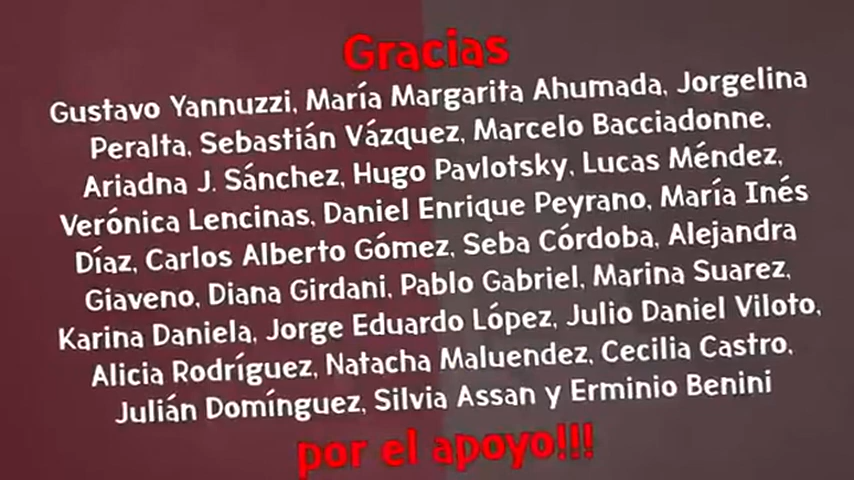 Gracias
Gustavo Yannuzzi, María Margarita Ahumada, Jorgelina
Peralta, Sebastián Vázquez, Marcelo Bacciadonne,
Ariadna J. Sánchez, Hugo Pavlotsky, Lucas Méndez,
Verónica Lencinas, Daniel Enrique Peyrano, María Inés
Díaz, Carlos Alberto Gómez, Seba Córdoba, Alejandra
Giaveno, Diana Girdani, Pablo Gabriel, Marina Suarez,
Karina Daniela, Jorge Eduardo López, Julio Daniel Viloto,
Alicia Rodríguez, Natacha Maluendez, Cecilia Castro,
Julián Domínguez, Silvia Assan y Erminio Benini
por el apoyo!!!